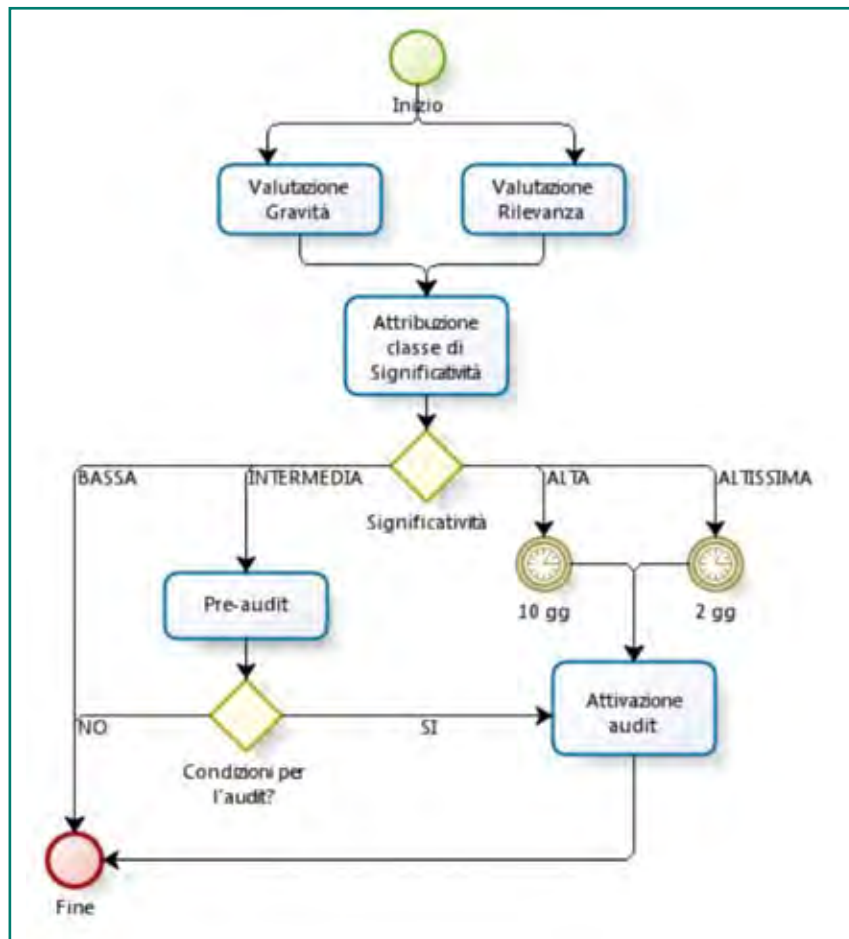 Inizio
Valutazione
Gravità
Valutazione
Rilevanza
Attribuzione
classe di
Significatività
BASSA
INTERMEDIA
ALTA
ALTISSIMA
Significatività
Pre-audit
10 gg
2 gg
Attivazione
audit
NO
SI
Condizioni per
l'audit?
Fine